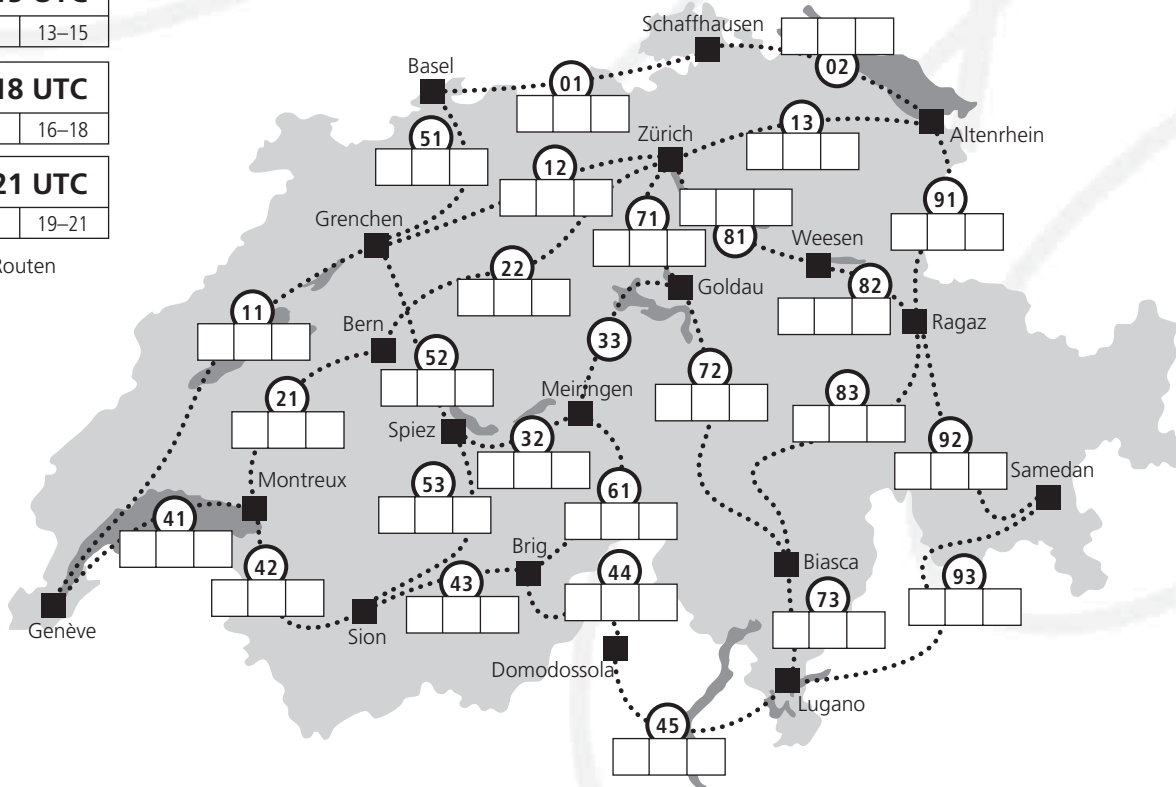 13–15
18 UTC
16–18
21 UTC
19–21
Routen
Schaffhausen
Basel
01
02
Altenrhein
51
Zürich
13
12
Grenchen
71
81
91
Weesen
22
82
Goldau
11
Bern
33
Ragaz
52
72
21
Meiringen
83
Spiez
32
92
Montreux
53
61
Samedan
41
Brig
42
43
44
Biasca
93
Genève
Sion
73
Domodossola
45
Lugano